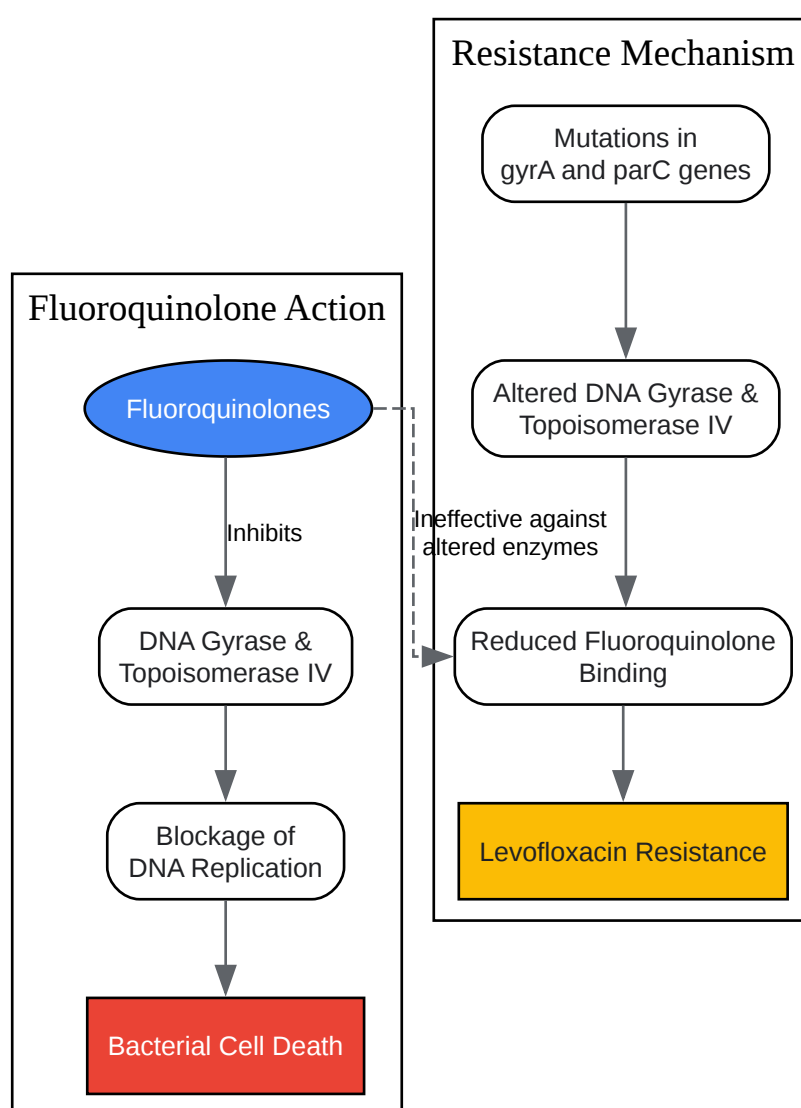 Resistance Mechanism
Mutations in
gyrA and parC genes
Altered DNA Gyrase &
Topoisomerase IV
Reduced Fluoroquinolone
Binding
Levofloxacin Resistance
Fluoroquinolone Action
Fluoroquinolones
Inhibits
Ineffective against
altered enzymes
DNA Gyrase &
Topoisomerase IV
Blockage of
DNA Replication
Bacterial Cell Death